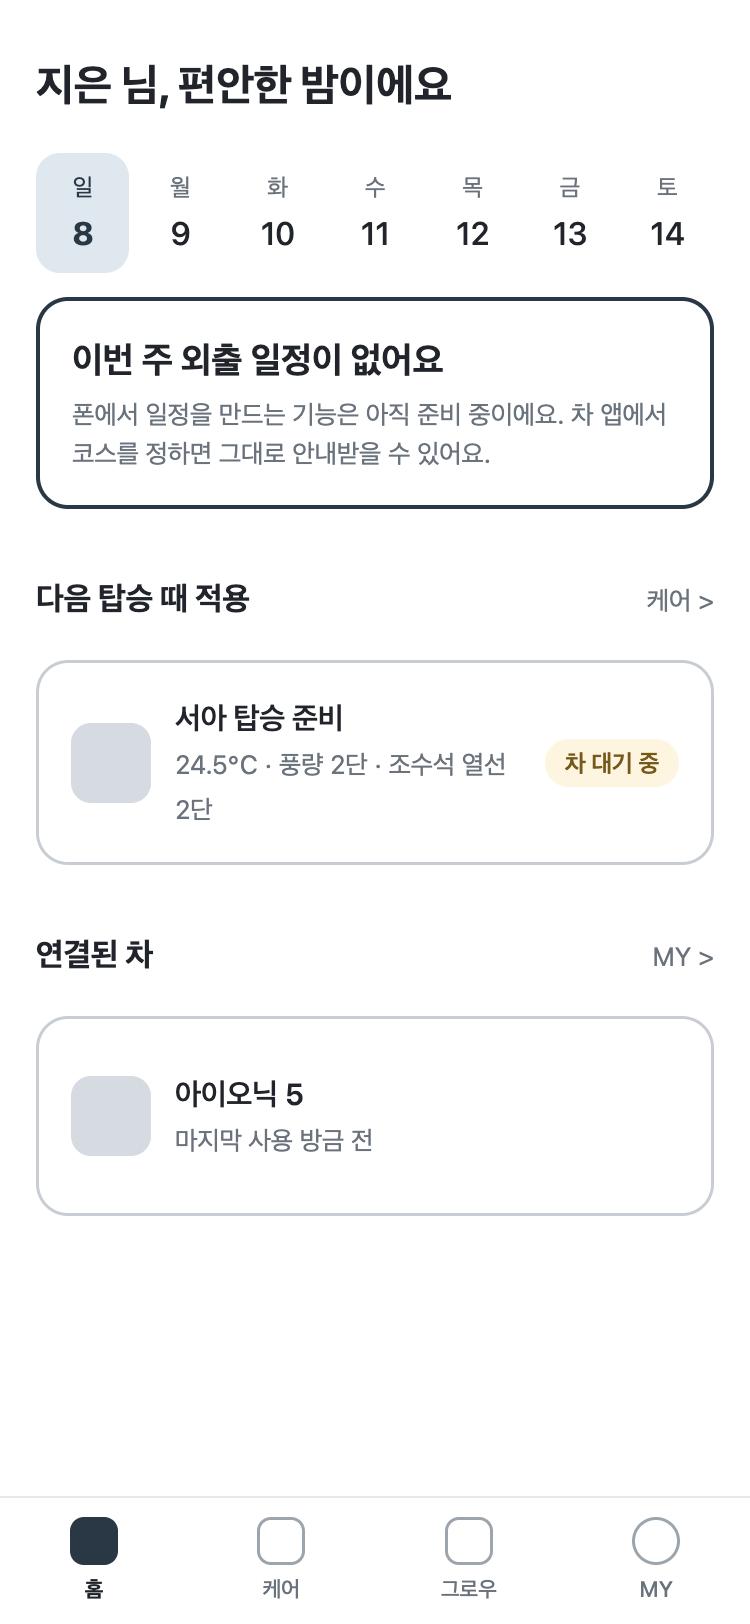 지은 님, 편안한 밤이에요
일 월 화 수 목 금 토
8 9 10 11 12 13 14
이번 주 외출 일정이 없어요
폰에서 일정을 만드는 기능은 아직 준비 중이에요. 차 앱에서
코스를 정하면 그대로 안내받을 수 있어요.
다음 탑승 때 적용 케어 >
서아 탑승 준비
24.5°C · 풍량 2단 · 조수석 열선
2단
차 대기 중
연결된 차 MY >
아이오닉 5
마지막 사용 방금 전
홈 케어 그로우 MY